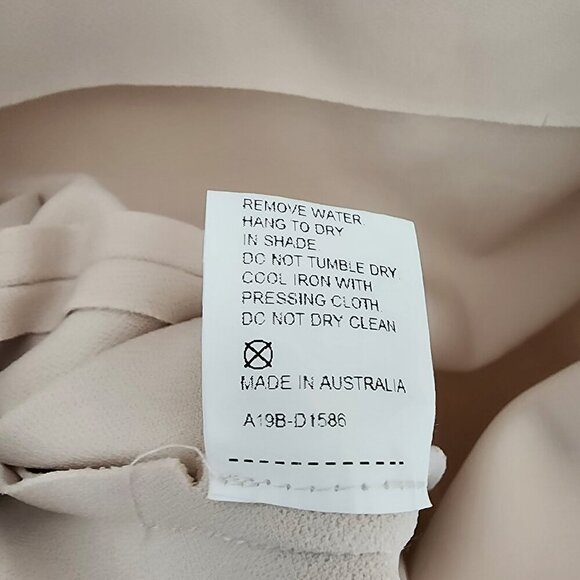 REMOVE WATER.
HANG TO DRY
IN SHADE.
DO NOT TUMBLE DRY
COOL IRON WITH
PRESSING CLOTH.
DO NOT DRY CLEAN
MADE IN AUSTRALIA
A19B-D1586